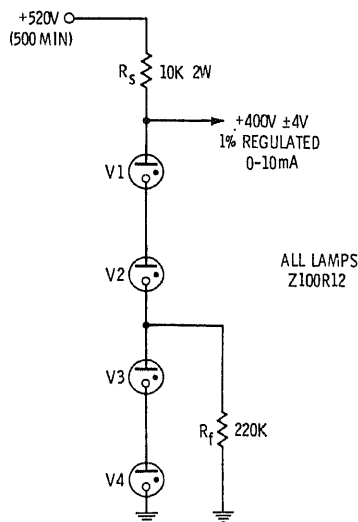 +520V
(500 MIN)
Rs 10K 2W
+400V ±4V
1% REGULATED
0-10mA
V1
V2
ALL LAMPS
Z100R12
V3
Rf 220K
V4